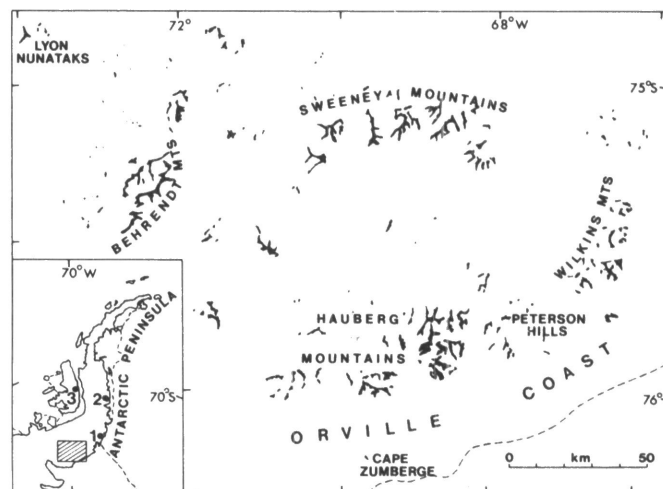 72° 68°W
LYON
NUNATAKS
75°S
SWEENEY MOUNTAINS
BEHRENDT MTS
WILKINS MTS
HAUBERG
MOUNTAINS
PETERSON
HILLS
ORVILLE COAST
CAPE
ZUMBERGE
76°
0 km 50
70°W
70°S
ANTARCTIC PENINSULA
3
2
1